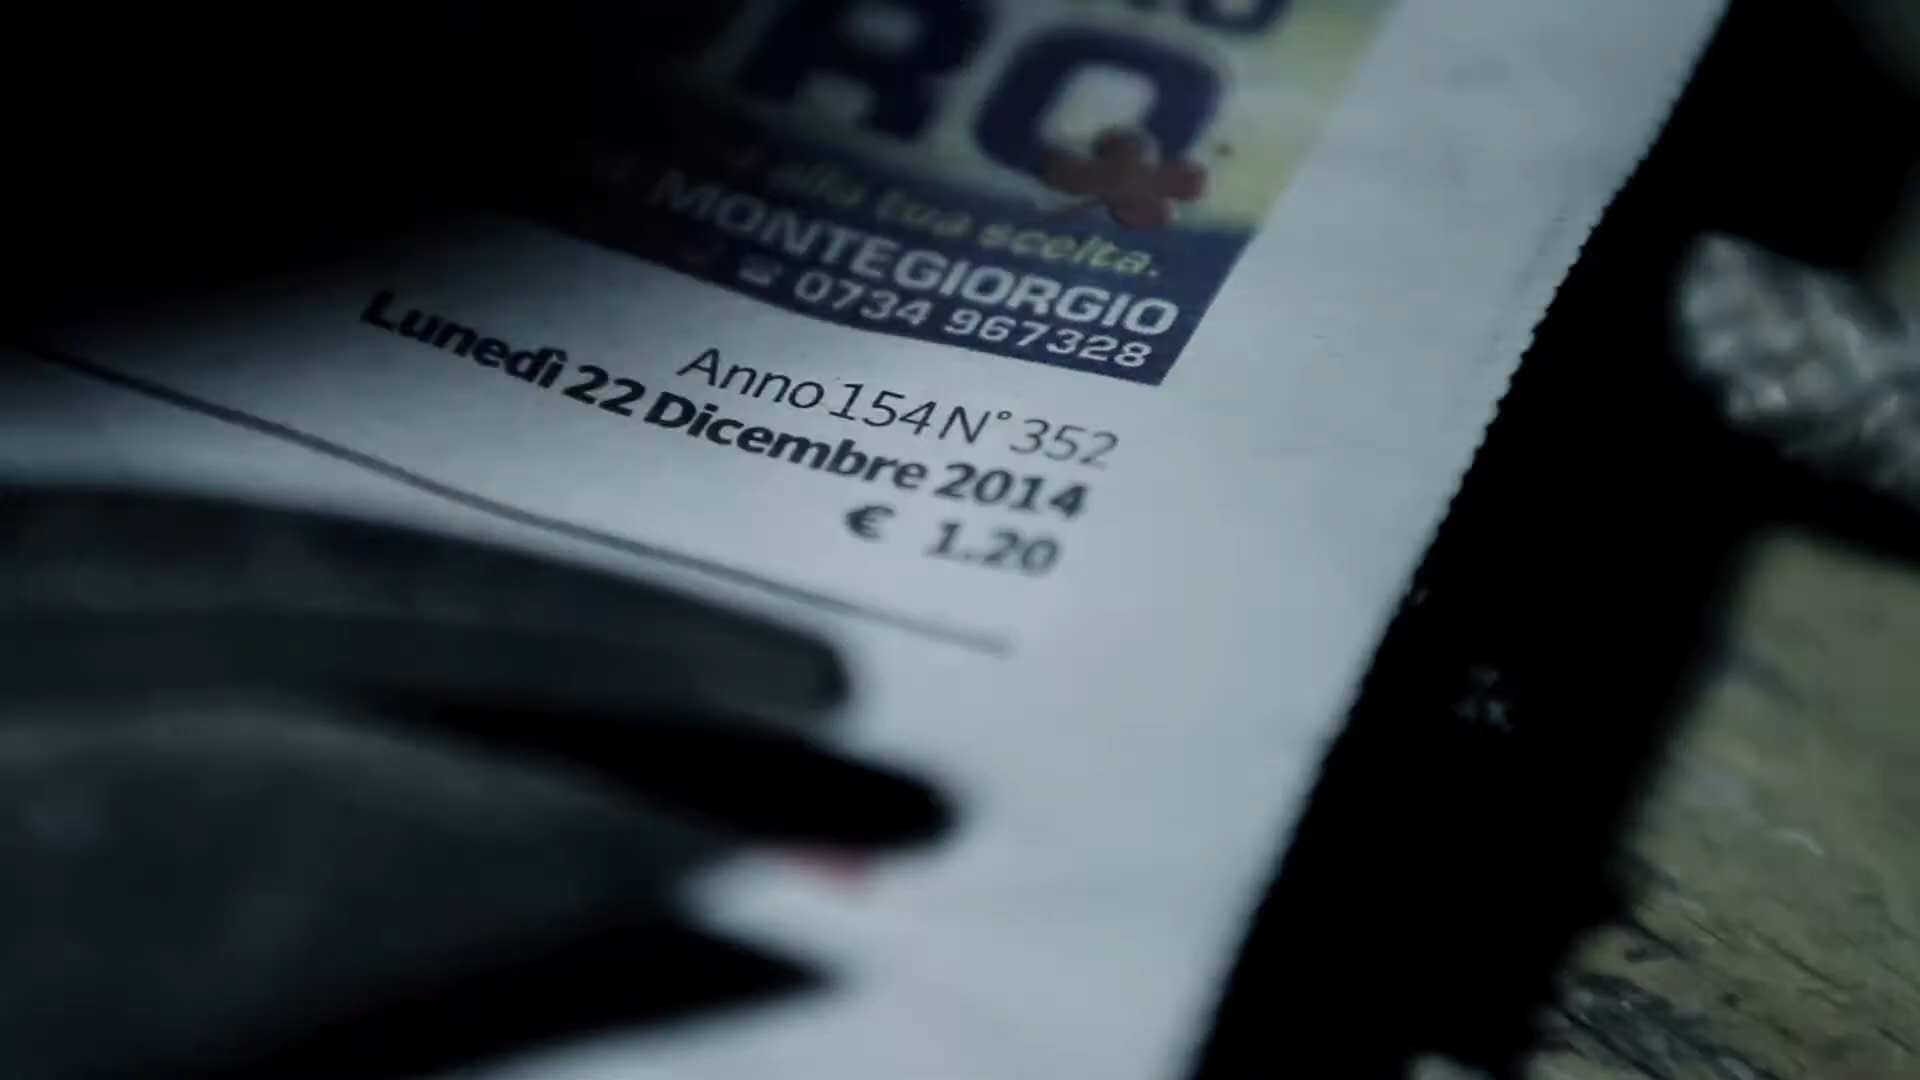 RQ
alla tua scelta.
MONTEGIORGIO
☎ 0734 967328
Anno 154 N° 352
Lunedì 22 Dicembre 2014
€ 1.20